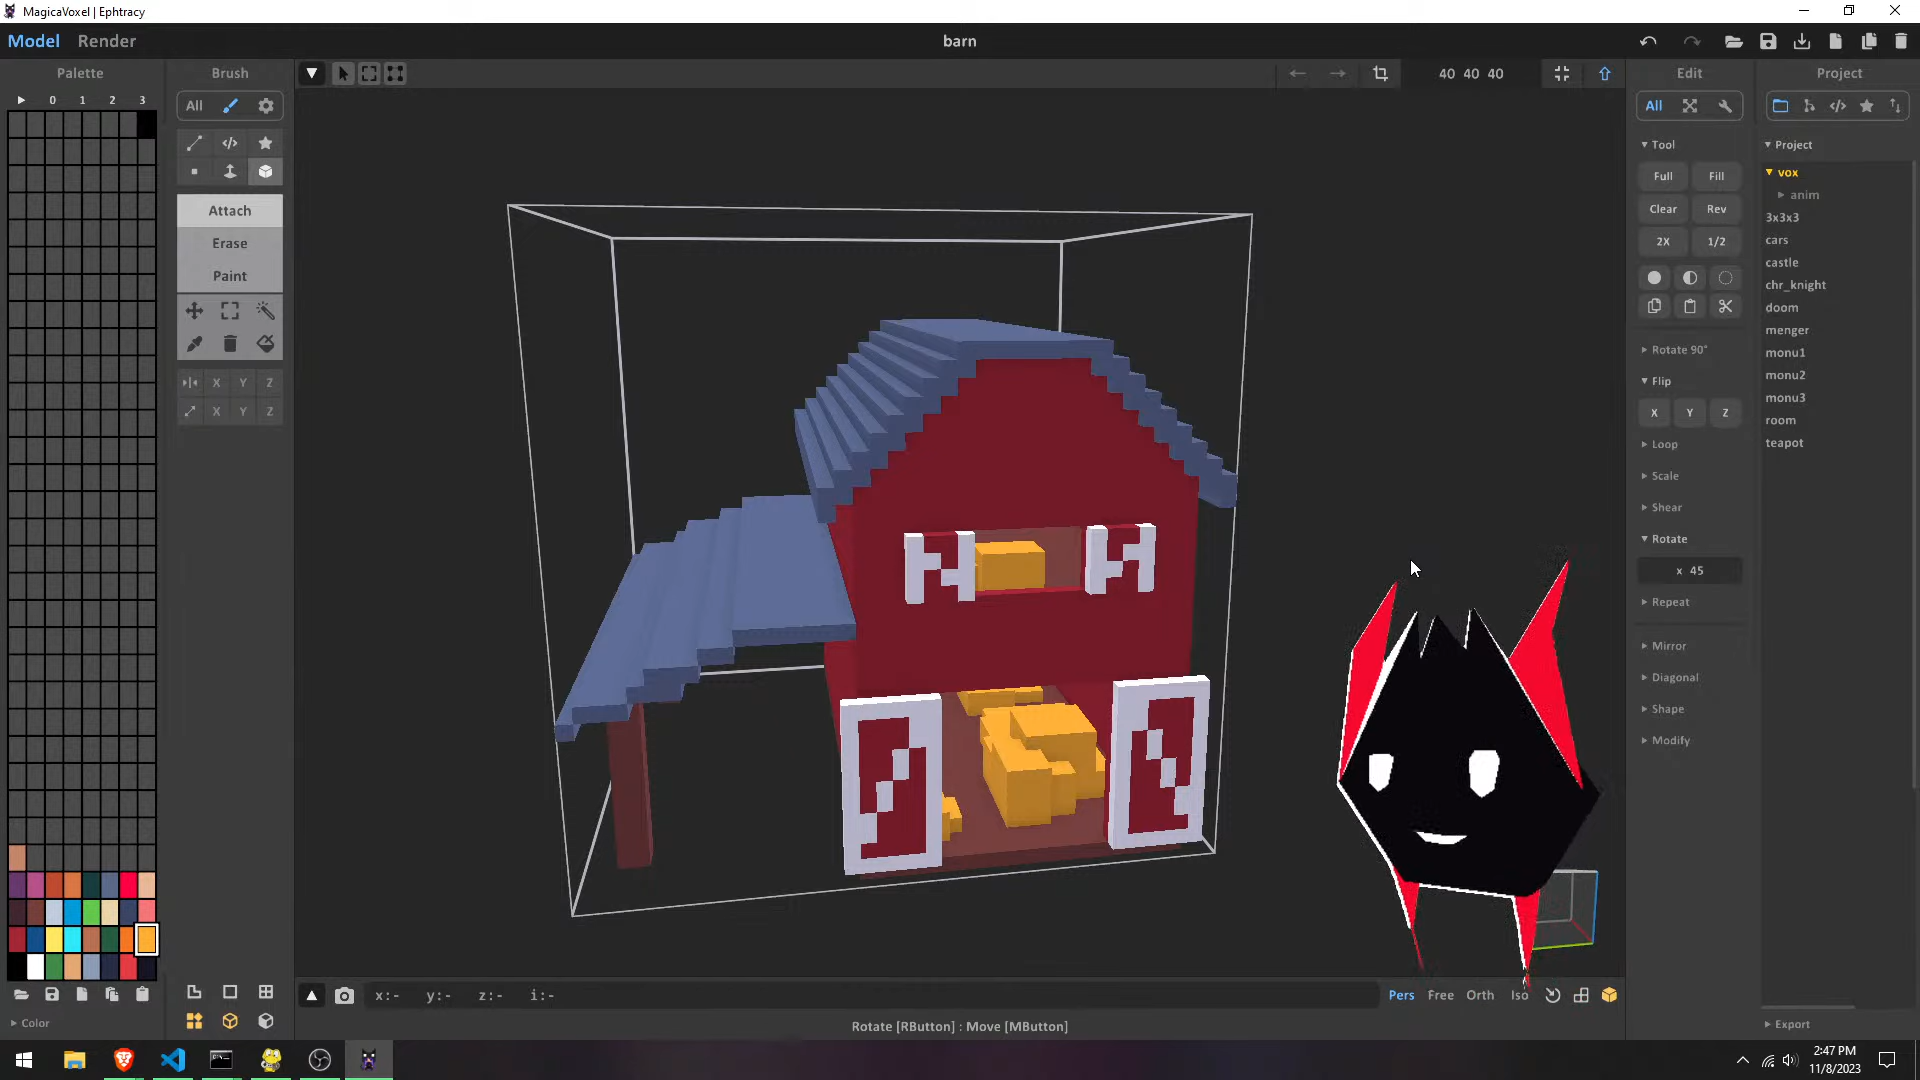 MagicaVoxel | Ephtracy
Model Render
barn
Palette
Brush
40 40 40
Edit
Project
0 1 2 3
All
All
Tool
Project
Full Fill
vox
anim
Attach
Clear Rev
3x3x3
Erase
2X 1/2
cars
Paint
castle
chr_knight
doom
menger
Rotate 90°
monu1
Flip
monu2
X Y Z
X Y Z
X Y Z
monu3
room
Loop
teapot
Scale
Shear
Rotate
x 45
Repeat
Mirror
Diagonal
Shape
Modify
x:- y:- z:- i:-
Pers Free Orth Iso
Color
Rotate [RButton] : Move [MButton]
Export
2:47 PM
11/8/2023